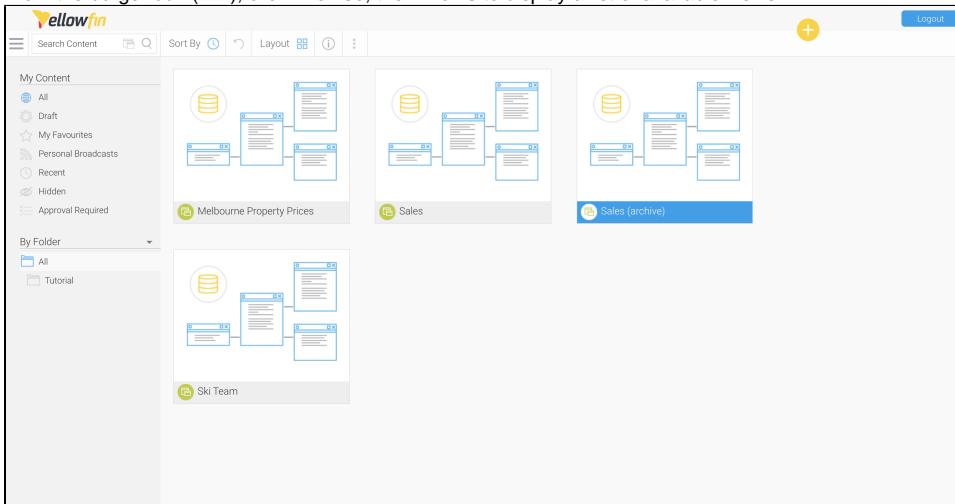 Yellowfin
Logout
Search Content
Sort By
Layout
My Content
All
Draft
My Favourites
Personal Broadcasts
Recent
Hidden
Approval Required
By Folder
All
Tutorial
Melbourne Property Prices
Sales
Sales (archive)
Ski Team